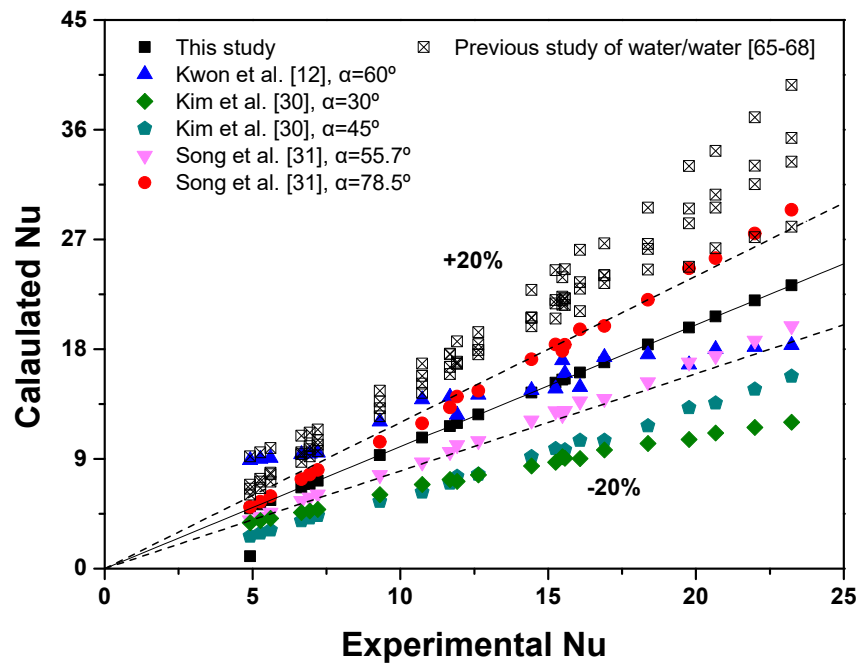 45
36
27
18
9
0
Calaulated Nu
This study
Previous study of water/water [65-68]
Kwon et al. [12], α=60º
Kim et al. [30], α=30º
Kim et al. [30], α=45º
Song et al. [31], α=55.7º
Song et al. [31], α=78.5º
+20%
-20%
0 5 10 15 20 25
Experimental Nu